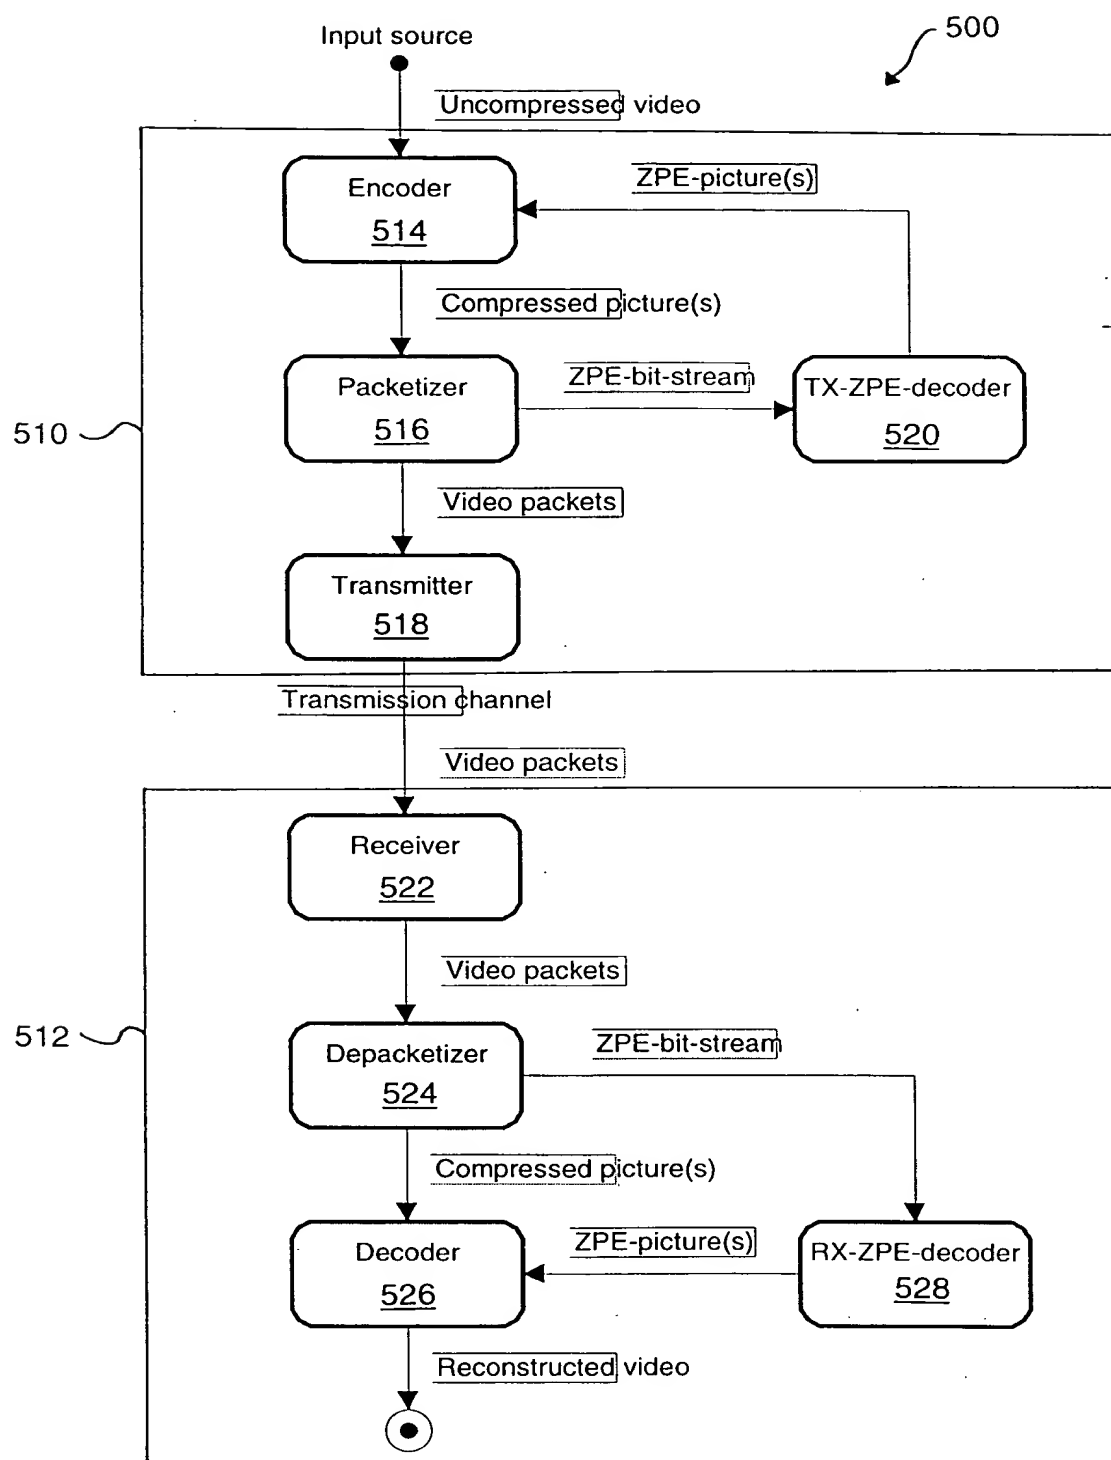 Input source
500
Uncompressed video
Encoder
514
ZPE-picture(s)
Compressed picture(s)
Packetizer
516
ZPE-bit-stream
TX-ZPE-decoder
520
510
Video packets
Transmitter
518
Transmission channel
Video packets
Receiver
522
Video packets
512
Depacketizer
524
ZPE-bit-stream
Compressed picture(s)
Decoder
526
ZPE-picture(s)
RX-ZPE-decoder
528
Reconstructed video